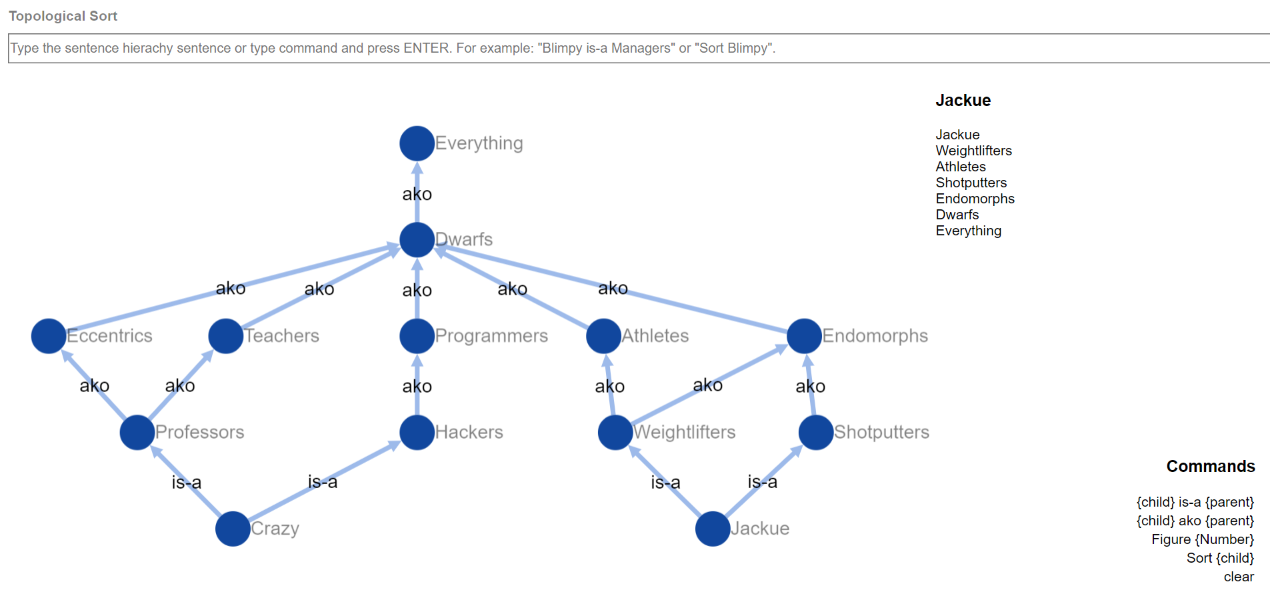 Topological Sort
Type the sentence hierachy sentence or type command and press ENTER. For example: "Blimpy is-a Managers" or "Sort Blimpy".
Jackue
Jackue
Weightlifters
Athletes
Shotputters
Endomorphs
Dwarfs
Everything
Everything
ako
Dwarfs
ako ako ako ako ako
Eccentrics Teachers Programmers Athletes Endomorphs
ako ako ako ako ako ako
Professors Hackers Weightlifters Shotputters
is-a is-a is-a is-a
Crazy Jackue
Commands
{child} is-a {parent}
{child} ako {parent}
Figure {Number}
Sort {child}
clear